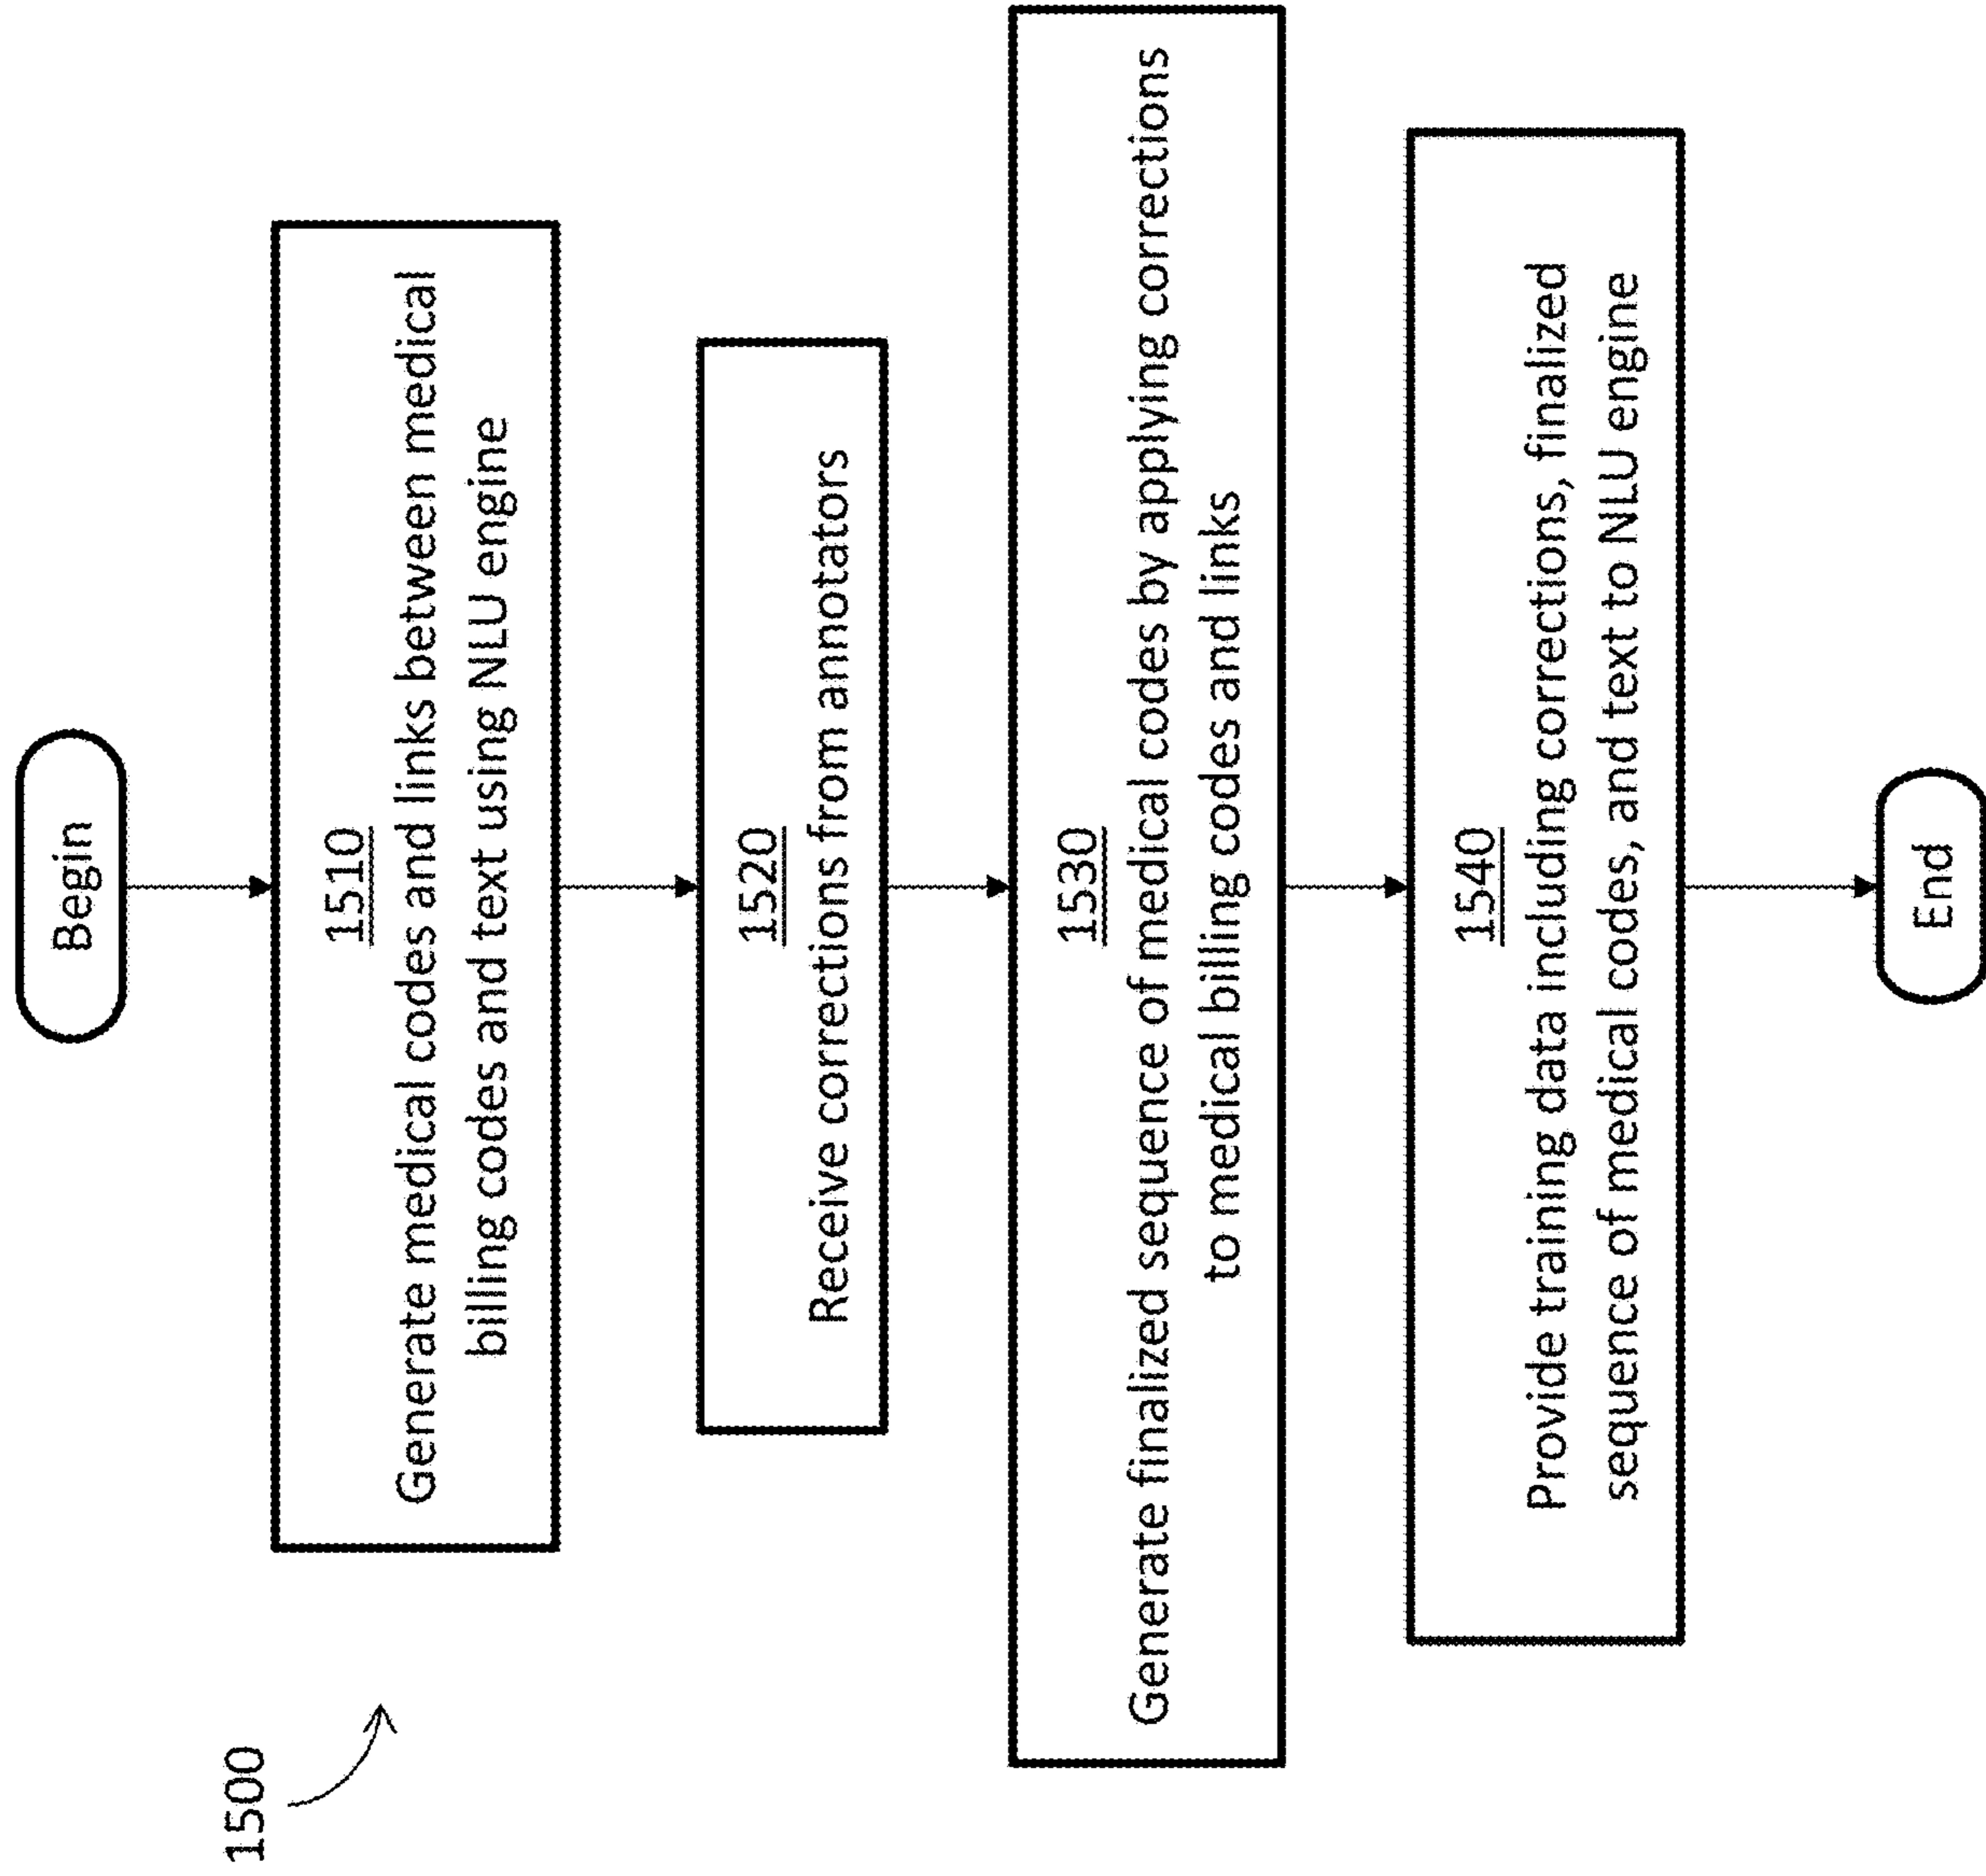 1500
Begin
1510
Generate medical codes and links between medical
billing codes and text using NLU engine
1520
Receive corrections from annotators
1530
Generate finalized sequence of medical codes by applying corrections
to medical billing codes and links
1540
Provide training data including corrections, finalized
sequence of medical codes, and text to NLU engine
End